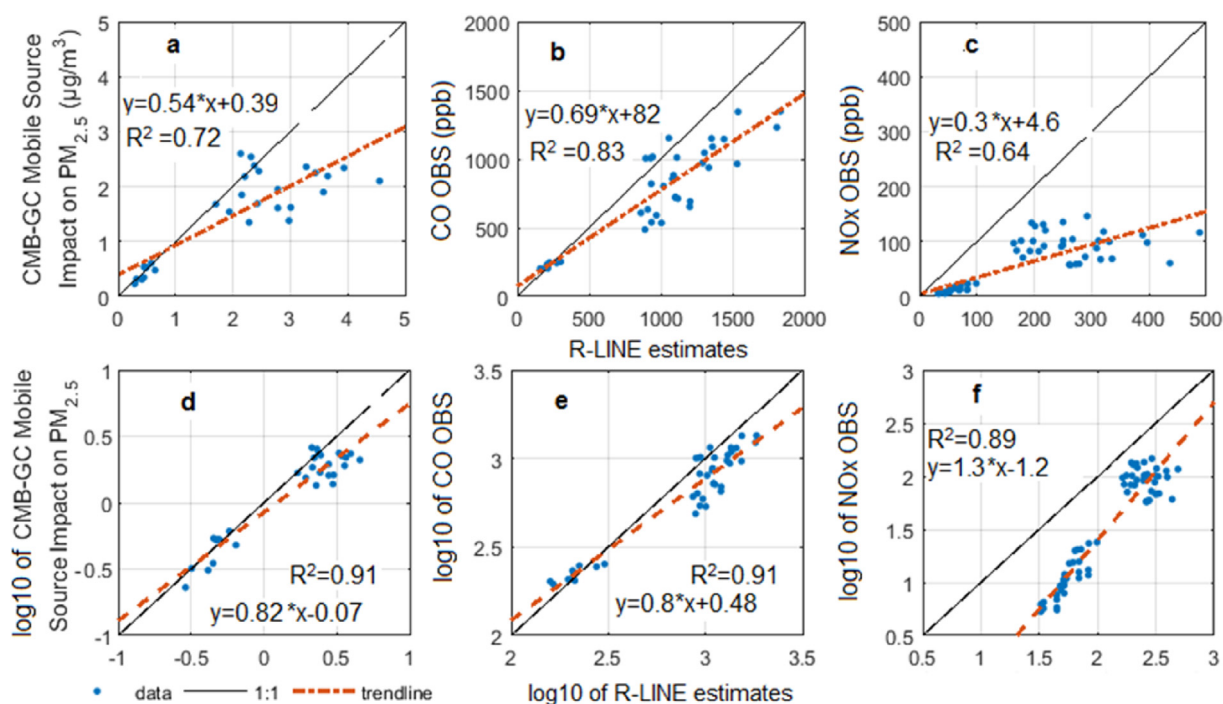 a
CMB-GC Mobile Source
Impact on PM2.5 (µg/m3)
y=0.54*x+0.39
R2 =0.72
5
4
3
2
1
0
0 1 2 3 4 5
b
CO OBS (ppb)
y=0.69*x+82
R2 =0.83
2000
1500
1000
500
0
0 500 1000 1500 2000
R-LINE estimates
c
NOx OBS (ppb)
y=0.3*x+4.6
R2 =0.64
500
400
300
200
100
0
0 100 200 300 400 500
d
log10 of CMB-GC Mobile
Source Impact on PM2.5
R2=0.91
y=0.82*x-0.07
1
0.5
0
-0.5
-1
-1 -0.5 0 0.5 1
e
log10 of CO OBS
R2=0.91
y=0.8*x+0.48
3.5
3
2.5
2
2 2.5 3 3.5
log10 of R-LINE estimates
f
log10 of NOx OBS
R2=0.89
y=1.3*x-1.2
3
2.5
2
1.5
1
0.5
0.5 1 1.5 2 2.5 3
data 1:1 trendline